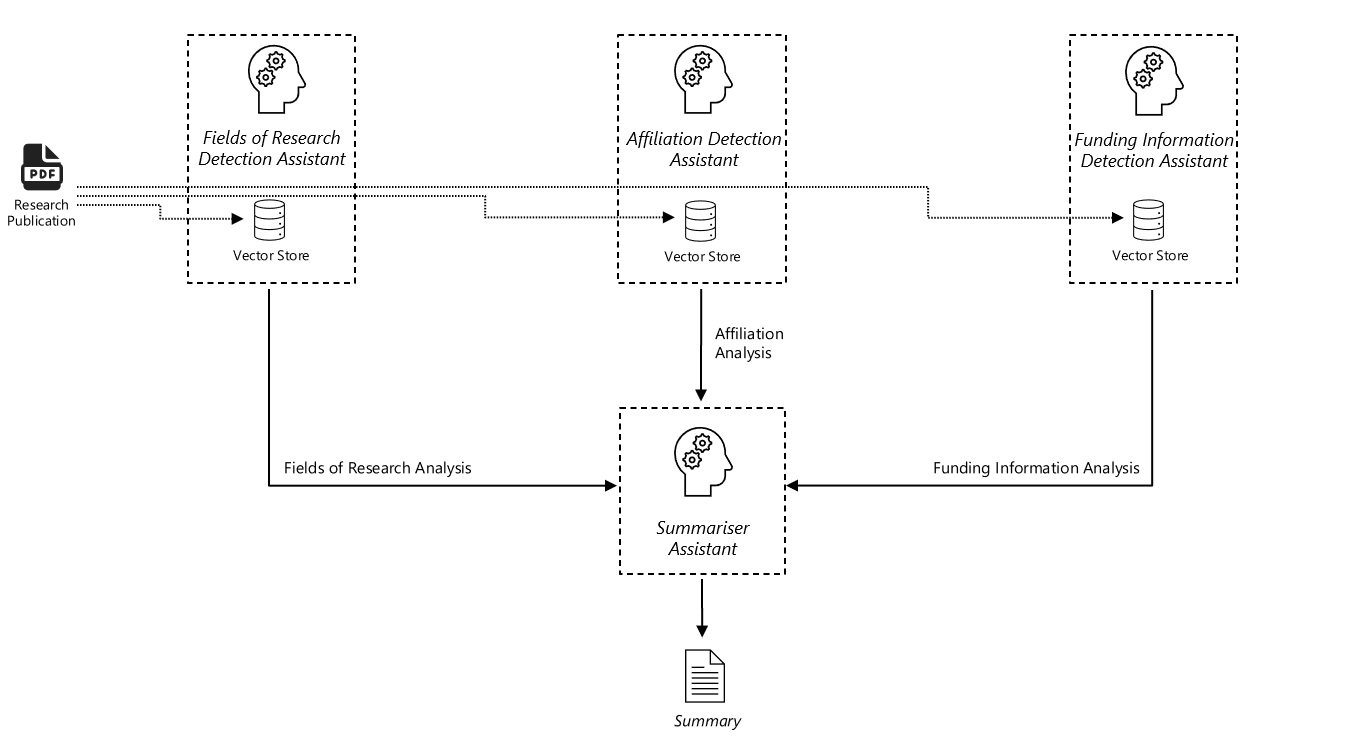 Fields of Research
Detection Assistant
Affiliation Detection
Assistant
Funding Information
Detection Assistant
PDF
Research
Publication
Vector Store
Vector Store
Vector Store
Affiliation
Analysis
Fields of Research Analysis
Funding Information Analysis
Summariser
Assistant
Summary